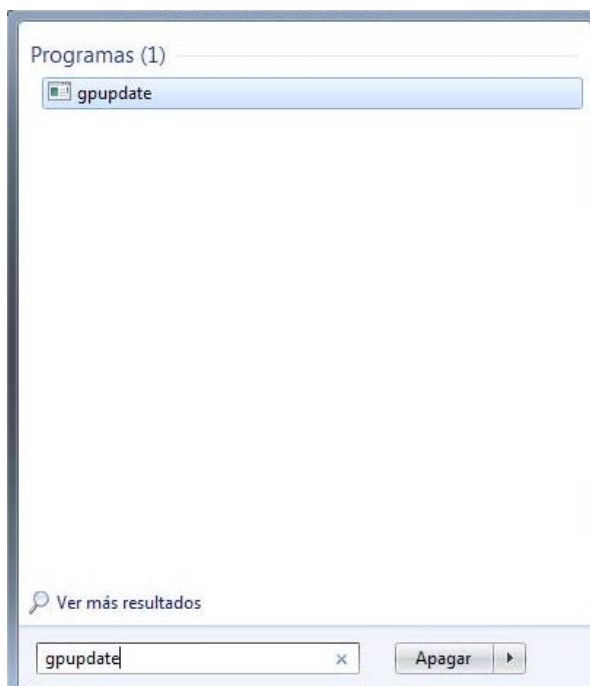 Programas (1)
gpupdate
Ver más resultados
gpupdate
Apagar